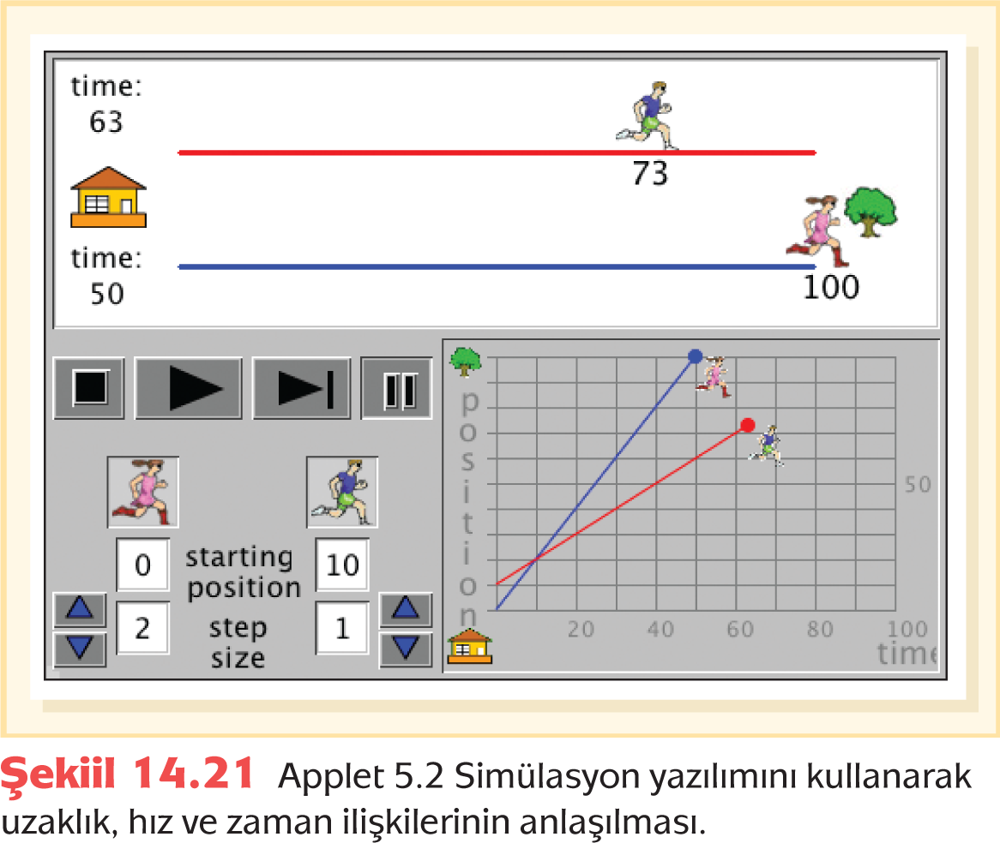 time:
63
73
time:
50
100
position
50
20 40 60 80 100
time
0 starting position 10
2 step size 1
Şekiil 14.21 Applet 5.2 Simülasyon yazılımını kullanarak
uzaklık, hız ve zaman ilişkilerinin anlaşılması.